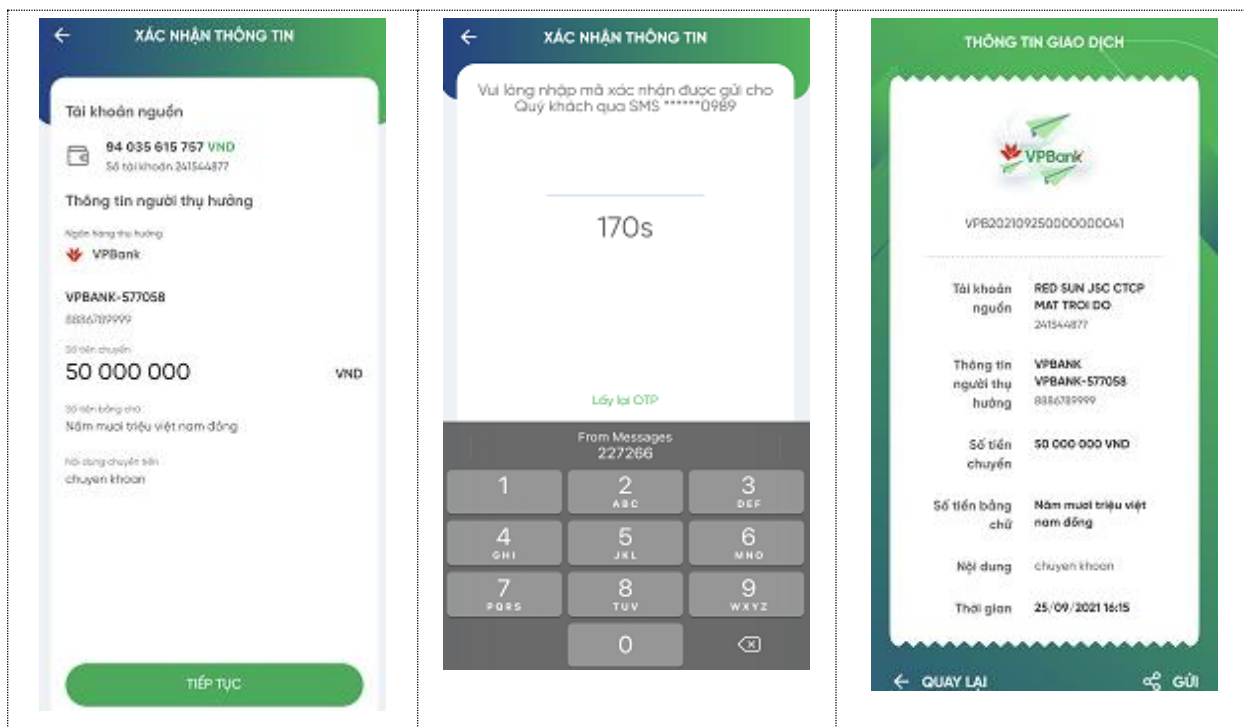 XÁC NHẬN THÔNG TIN
Tài khoản nguồn
94 035 615 757 VND
Số tài khoản 241544877
Thông tin người thụ hưởng
Ngân hàng thụ hưởng
VPBank
VPBANK-577058
8886789999
Số tiền chuyển
50 000 000 VND
Số tiền bằng chữ
Năm mươi triệu việt nam đồng
Nội dung chuyển tiền
chuyen khoan
TIẾP TỤC
XÁC NHẬN THÔNG TIN
Vui lòng nhập mã xác nhận được gửi cho
Quý khách qua SMS ******0989
170s
Lấy lại OTP
From Messages
227266
1 2 3
ABC DEF
4 5 6
GHI JKL MNO
7 8 9
PQRS TUV WXYZ
0
THÔNG TIN GIAO DỊCH
VPBank
VPB202109250000000041
Tài khoản nguồn
RED SUN JSC CTCP
MAT TROI DO
241544877
Thông tin người thụ hưởng
VPBANK
VPBANK-577058
8886789999
Số tiền chuyển
50 000 000 VND
Số tiền bằng chữ
Năm mươi triệu việt
nam đồng
Nội dung
chuyen khoan
Thời gian
25/09/2021 16:15
QUAY LẠI GỬI